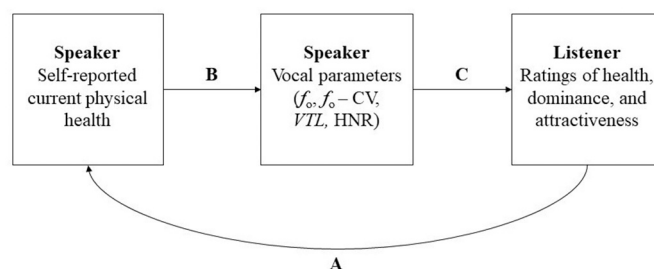 Speaker
Self-reported
current physical
health
B
Speaker
Vocal parameters
(fo, fo – CV,
VTL, HNR)
C
Listener
Ratings of health,
dominance, and
attractiveness
A